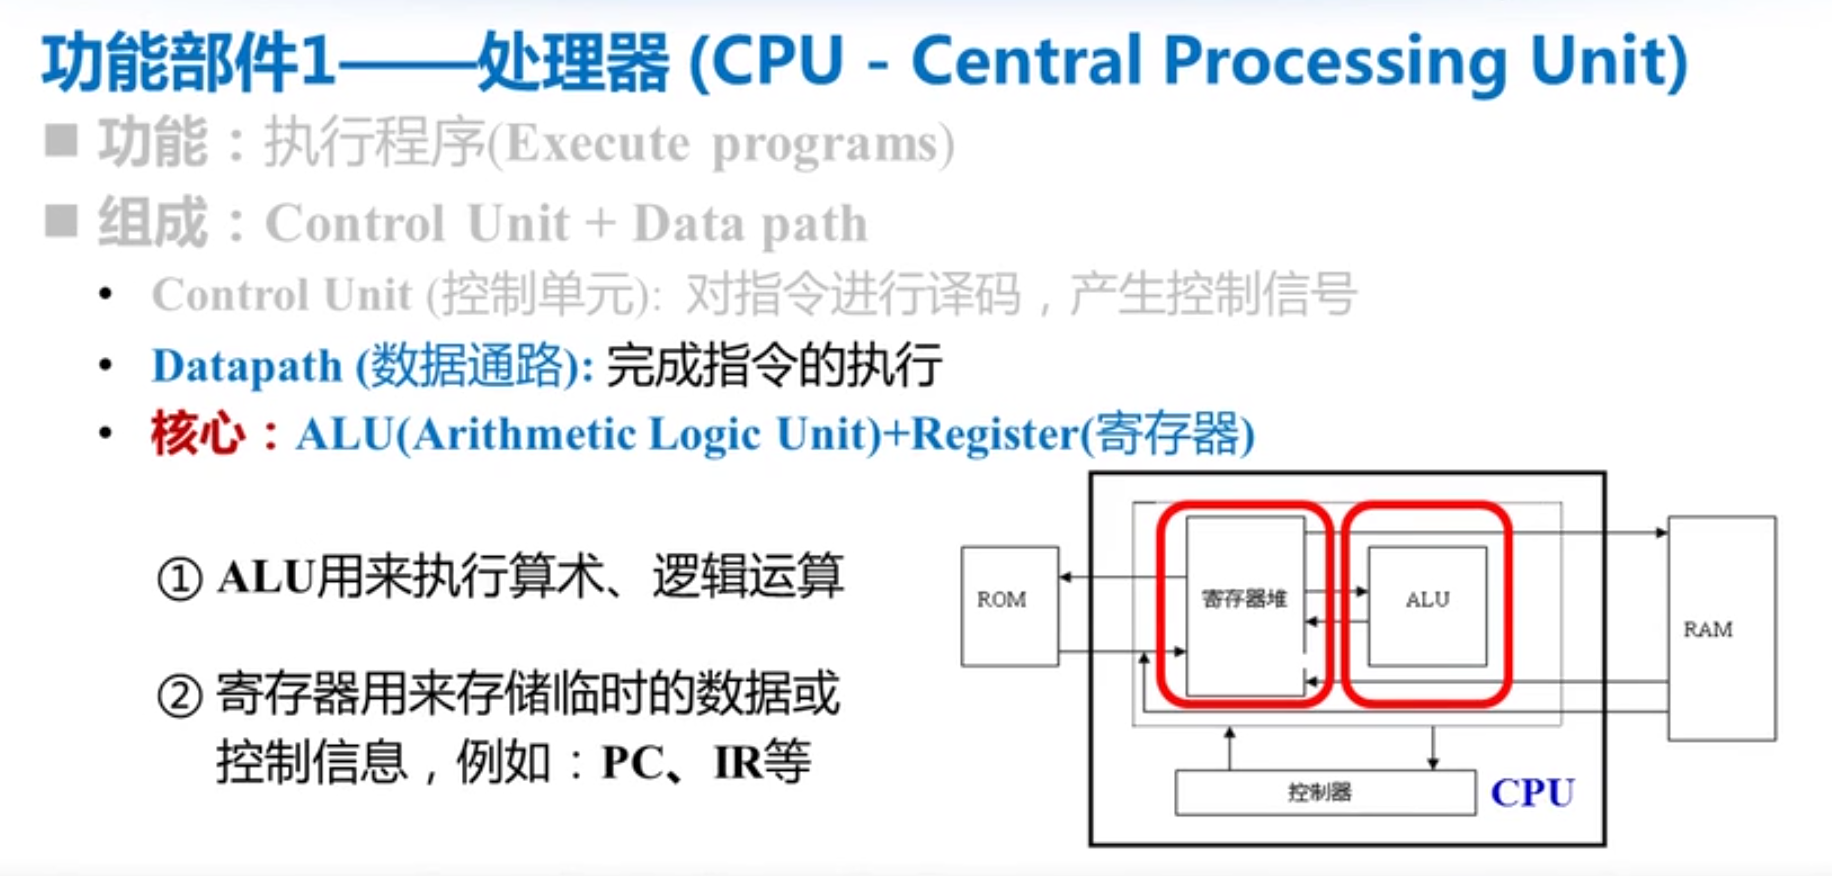 功能部件1——处理器 (CPU - Central Processing Unit)
■ 功能：执行程序(Execute programs)
■ 组成：Control Unit + Data path
• Control Unit (控制单元): 对指令进行译码，产生控制信号
• Datapath (数据通路): 完成指令的执行
• 核心：ALU(Arithmetic Logic Unit)+Register(寄存器)
① ALU用来执行算术、逻辑运算
② 寄存器用来存储临时的数据或
控制信息，例如：PC、IR等
ROM
寄存器堆
ALU
RAM
控制器
CPU